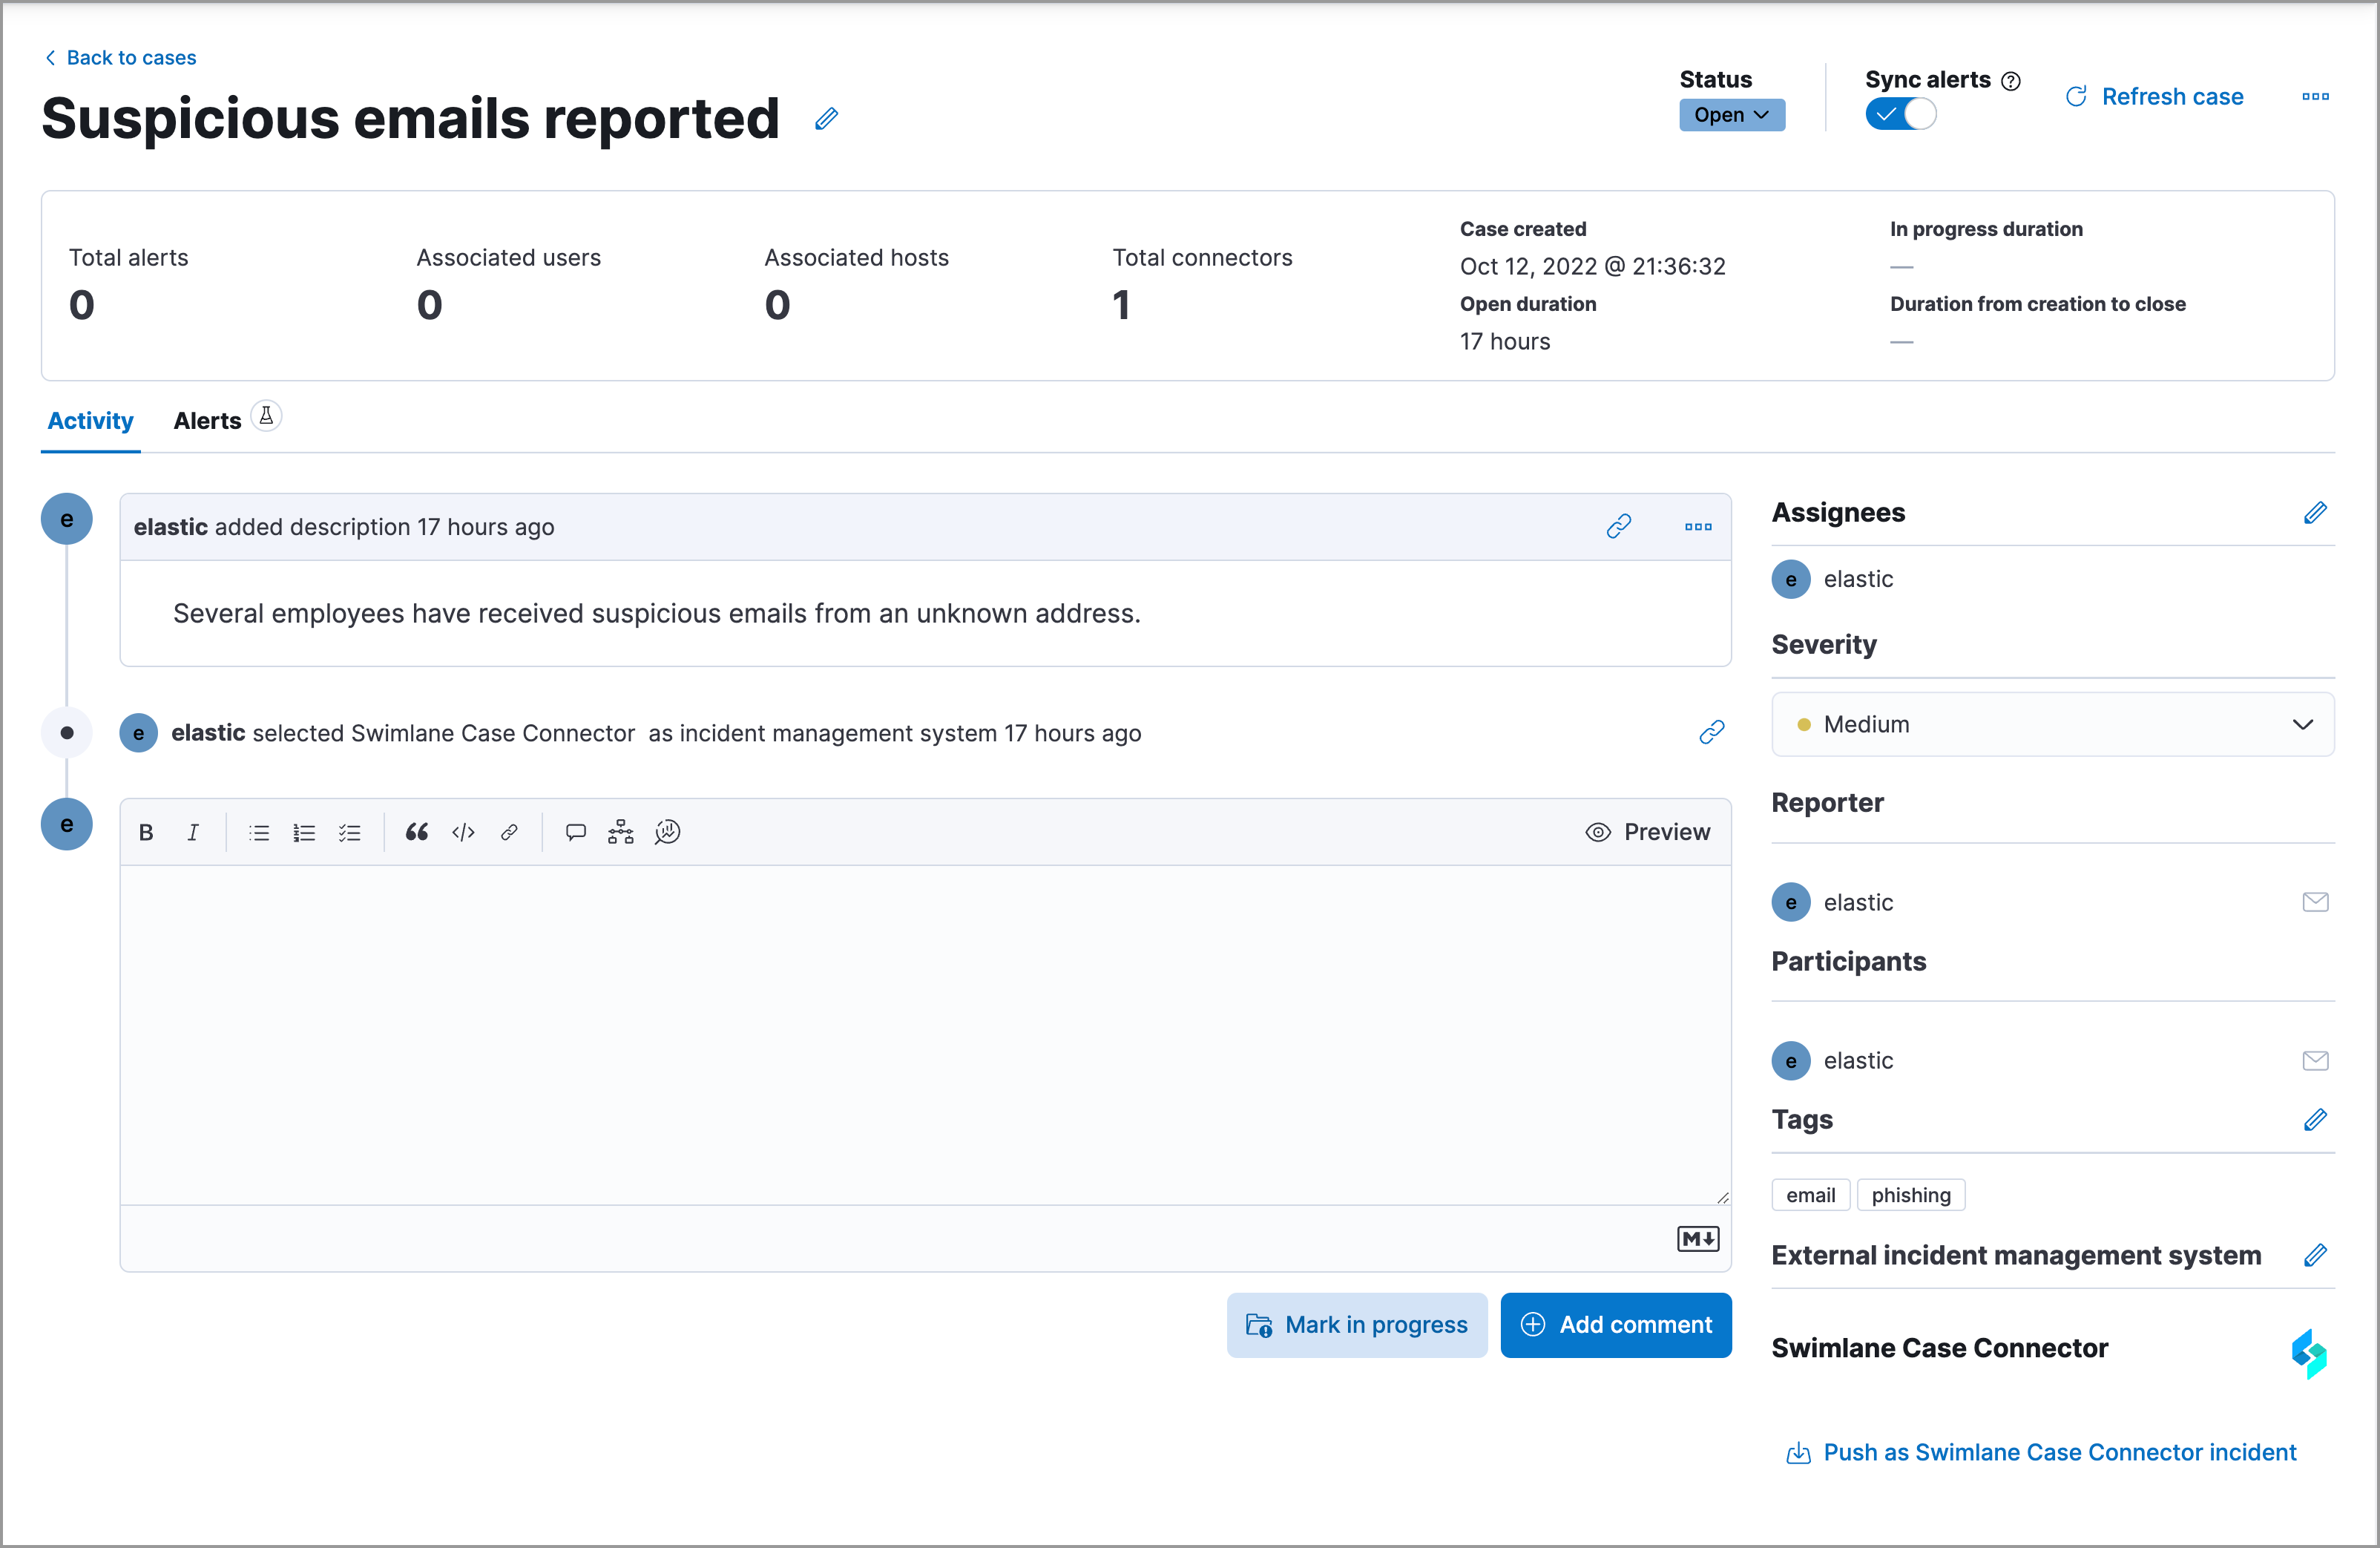 Back to cases
Suspicious emails reported
Status
Open
Sync alerts
Refresh case
Total alerts
0
Associated users
0
Associated hosts
0
Total connectors
1
Case created
Oct 12, 2022 @ 21:36:32
Open duration
17 hours
In progress duration
—
Duration from creation to close
—
Activity
Alerts
e
elastic added description 17 hours ago
Several employees have received suspicious emails from an unknown address.
e
elastic selected Swimlane Case Connector as incident management system 17 hours ago
e
B I
Preview
M
Mark in progress
Add comment
Assignees
e
elastic
Severity
Medium
Reporter
e
elastic
Participants
e
elastic
Tags
email
phishing
External incident management system
Swimlane Case Connector
Push as Swimlane Case Connector incident